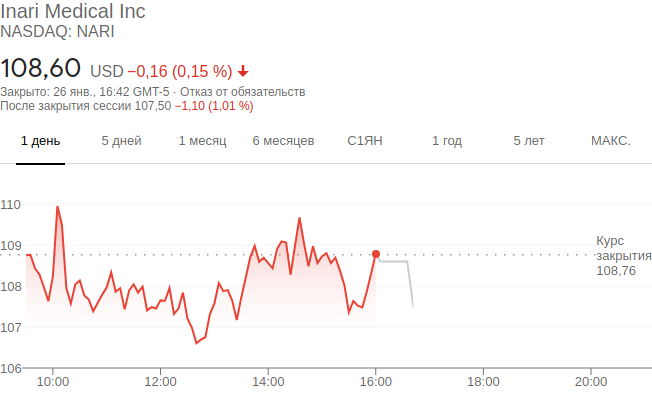 Inari Medical Inc
NASDAQ: NARI
108,60 USD −0,16 (0,15 %)
Закрыто: 26 янв., 16:42 GMT-5 · Отказ от обязательств
После закрытия сессии 107,50 −1,10 (1,01 %)
1 день 5 дней 1 месяц 6 месяцев С1ЯН 1 год 5 лет МАКС.
110
109
108
107
106
Курс
закрытия
108,76
10:00 12:00 14:00 16:00 18:00 20:00